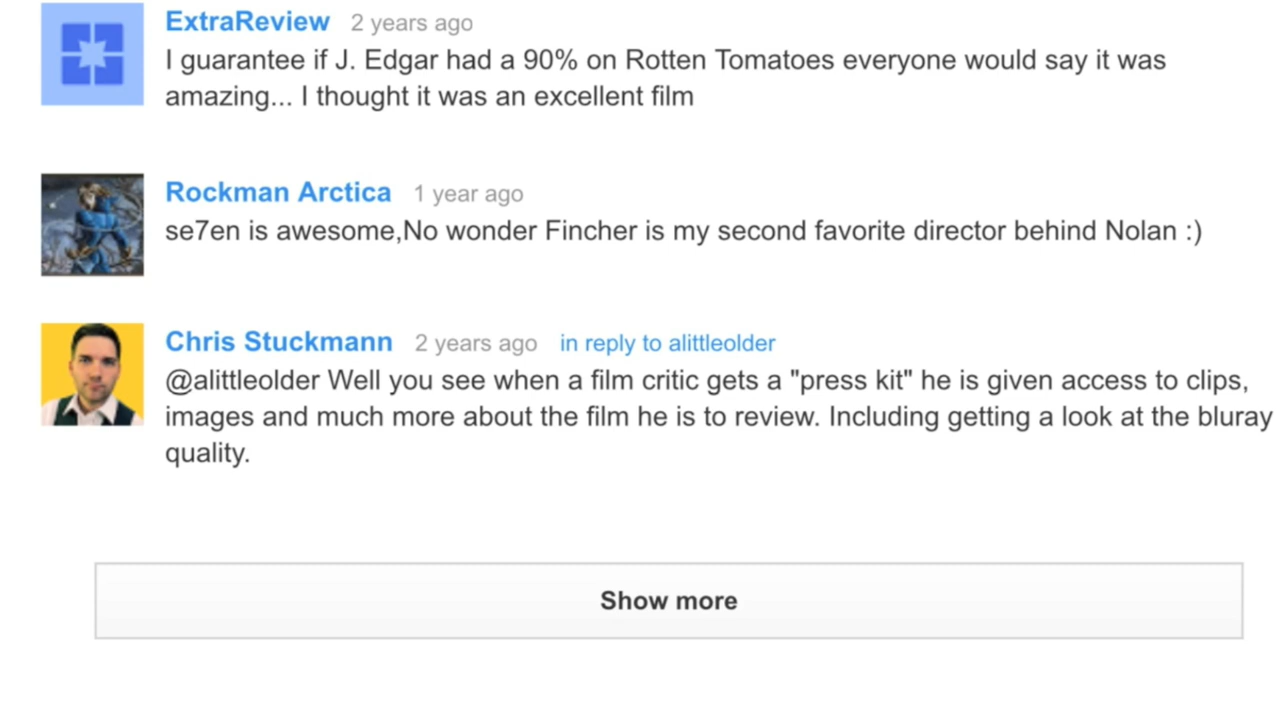 ExtraReview 2 years ago
I guarantee if J. Edgar had a 90% on Rotten Tomatoes everyone would say it was
amazing... I thought it was an excellent film
Rockman Arctica 1 year ago
se7en is awesome,No wonder Fincher is my second favorite director behind Nolan :)
Chris Stuckmann 2 years ago in reply to alittleolder
@alittleolder Well you see when a film critic gets a "press kit" he is given access to clips,
images and much more about the film he is to review. Including getting a look at the bluray
quality.
Show more